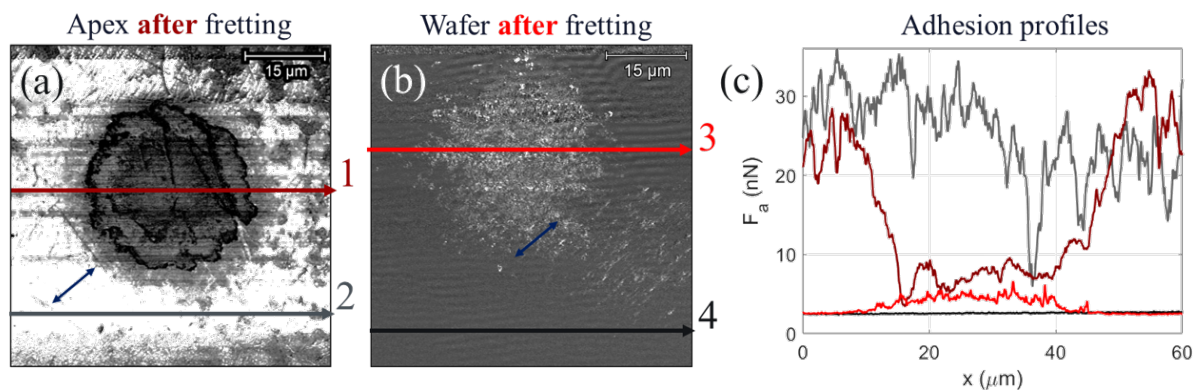 Apex after fretting
Wafer after fretting
Adhesion profiles
(a)
15 µm
1
2
(b)
15 µm
3
4
(c)
F_a (nN)
30
20
10
0
0
20
40
60
x (µm)